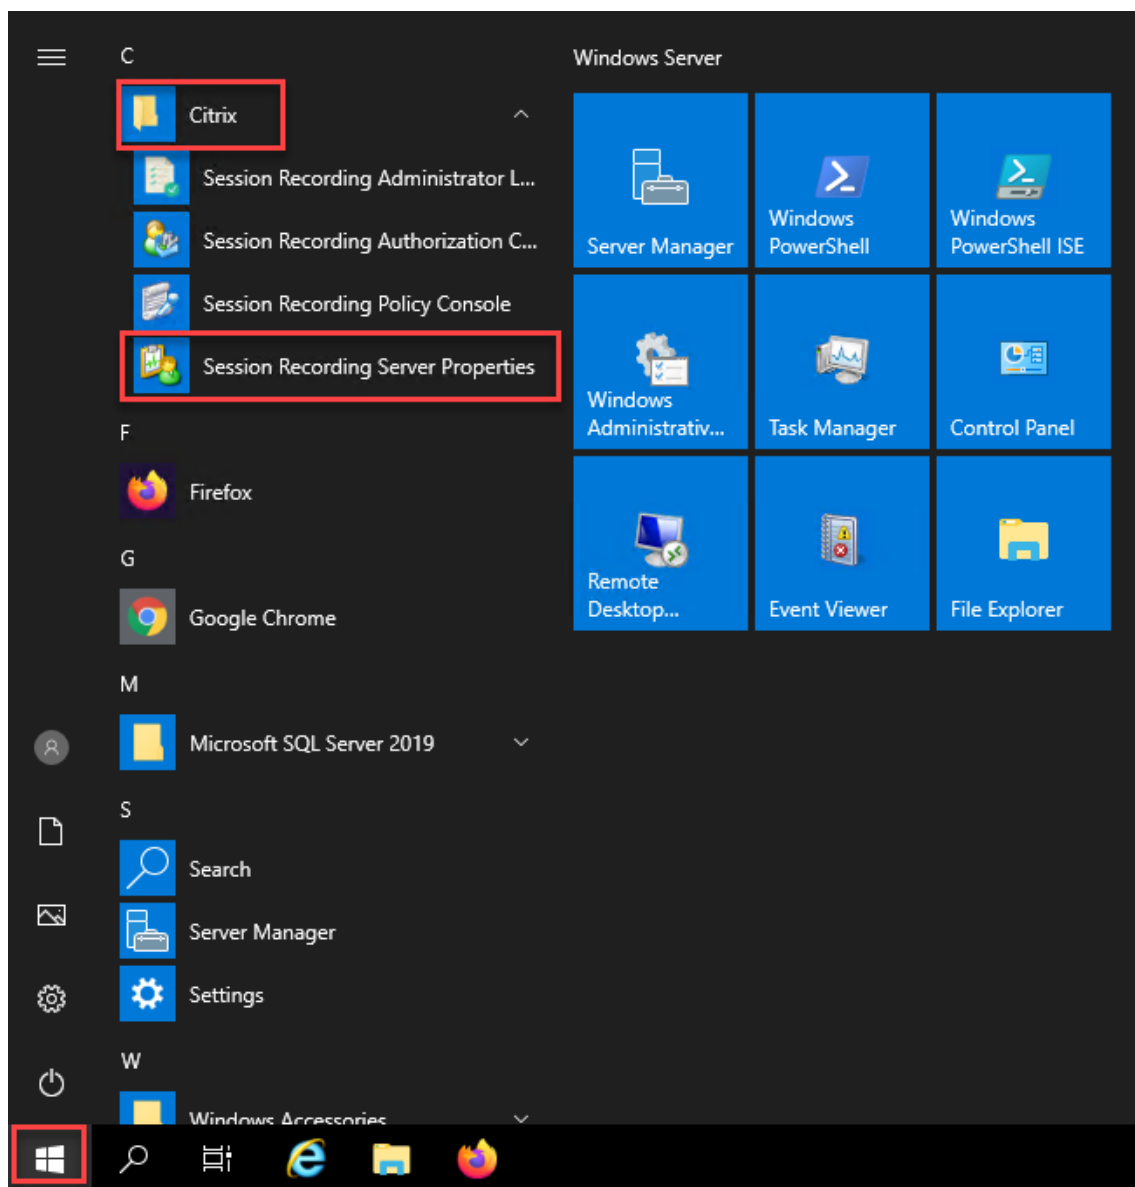 C
Citrix
Session Recording Administrator L...
Session Recording Authorization C...
Session Recording Policy Console
Session Recording Server Properties
F
Firefox
G
Google Chrome
M
Microsoft SQL Server 2019
S
Search
Server Manager
Settings
W
Windows Accessories
Windows Server
Server Manager
Windows
PowerShell
Windows
PowerShell ISE
Windows
Administrativ...
Task Manager
Control Panel
Remote
Desktop...
Event Viewer
File Explorer